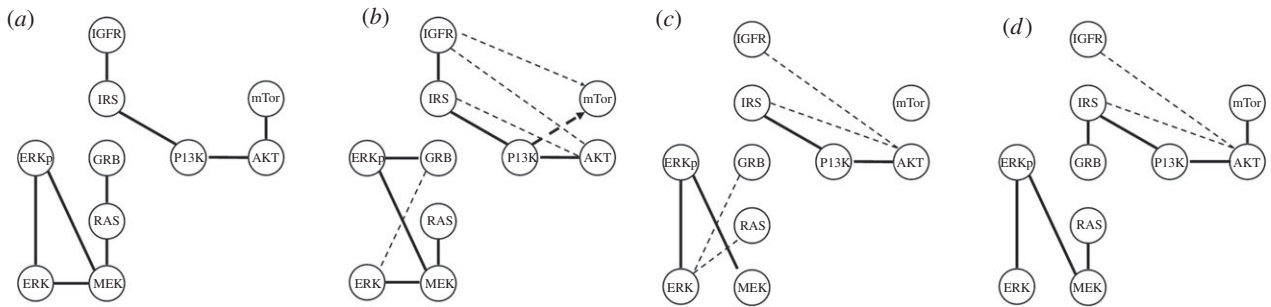 (a)
IGFR
IRS
mTor
ERKp
GRB
P13K
AKT
RAS
ERK
MEK
(b)
IGFR
IRS
mTor
ERKp
GRB
P13K
AKT
RAS
ERK
MEK
(c)
IGFR
IRS
mTor
ERKp
GRB
P13K
AKT
RAS
ERK
MEK
(d)
IGFR
IRS
mTor
ERKp
GRB
P13K
AKT
RAS
ERK
MEK